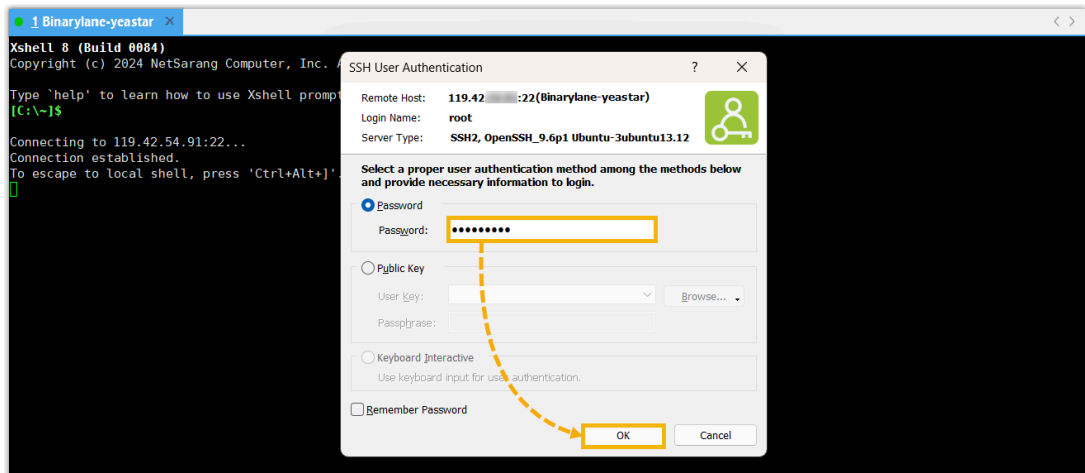 1 Binarylane-yeastar ×
Xshell 8 (Build 0084)
Copyright (c) 2024 NetSarang Computer, Inc.
Type `help' to learn how to use Xshell prompt
[C:\~]$
Connecting to 119.42.54.91:22...
Connection established.
To escape to local shell, press 'Ctrl+Alt+]'.
SSH User Authentication ? ×
Remote Host: 119.42 :22(Binarylane-yeastar)
Login Name: root
Server Type: SSH2, OpenSSH_9.6p1 Ubuntu-3ubuntu13.12
Select a proper user authentication method among the methods below
and provide necessary information to login.
Password
Password: •••••••••
Public Key
User Key:
Browse...
Passphrase:
Keyboard Interactive
Use keyboard input for user authentication.
Remember Password
OK Cancel